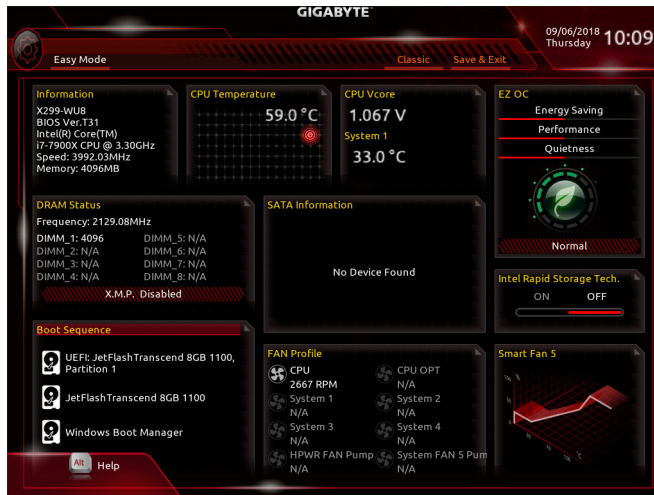 GIGABYTE
09/06/2018
Thursday
10:09
Easy Mode
Classic
Save & Exit
Information
X299-WU8
BIOS Ver.T31
Intel(R) Core(TM)
i7-7900X CPU @ 3.30GHz
Speed: 3992.03MHz
Memory: 4096MB
CPU Temperature
59.0 °C
CPU Vcore
1.067 V
System 1
33.0 °C
EZ OC
Energy Saving
Performance
Quietness
Normal
DRAM Status
Frequency: 2129.08MHz
DIMM_1: 4096 DIMM_5: N/A
DIMM_2: N/A DIMM_6: N/A
DIMM_3: N/A DIMM_7: N/A
DIMM_4: N/A DIMM_8: N/A
X.M.P. Disabled
SATA Information
No Device Found
Intel Rapid Storage Tech.
ON OFF
Boot Sequence
UEFI: JetFlashTranscend 8GB 1100,
Partition 1
JetFlashTranscend 8GB 1100
Windows Boot Manager
FAN Profile
CPU CPU OPT
2667 RPM N/A
System 1 System 2
N/A N/A
System 3 System 4
N/A N/A
HPWR FAN Pump System FAN 5 Pum
N/A N/A
Smart Fan 5
100
50
0
50
100
°C
Alt Help